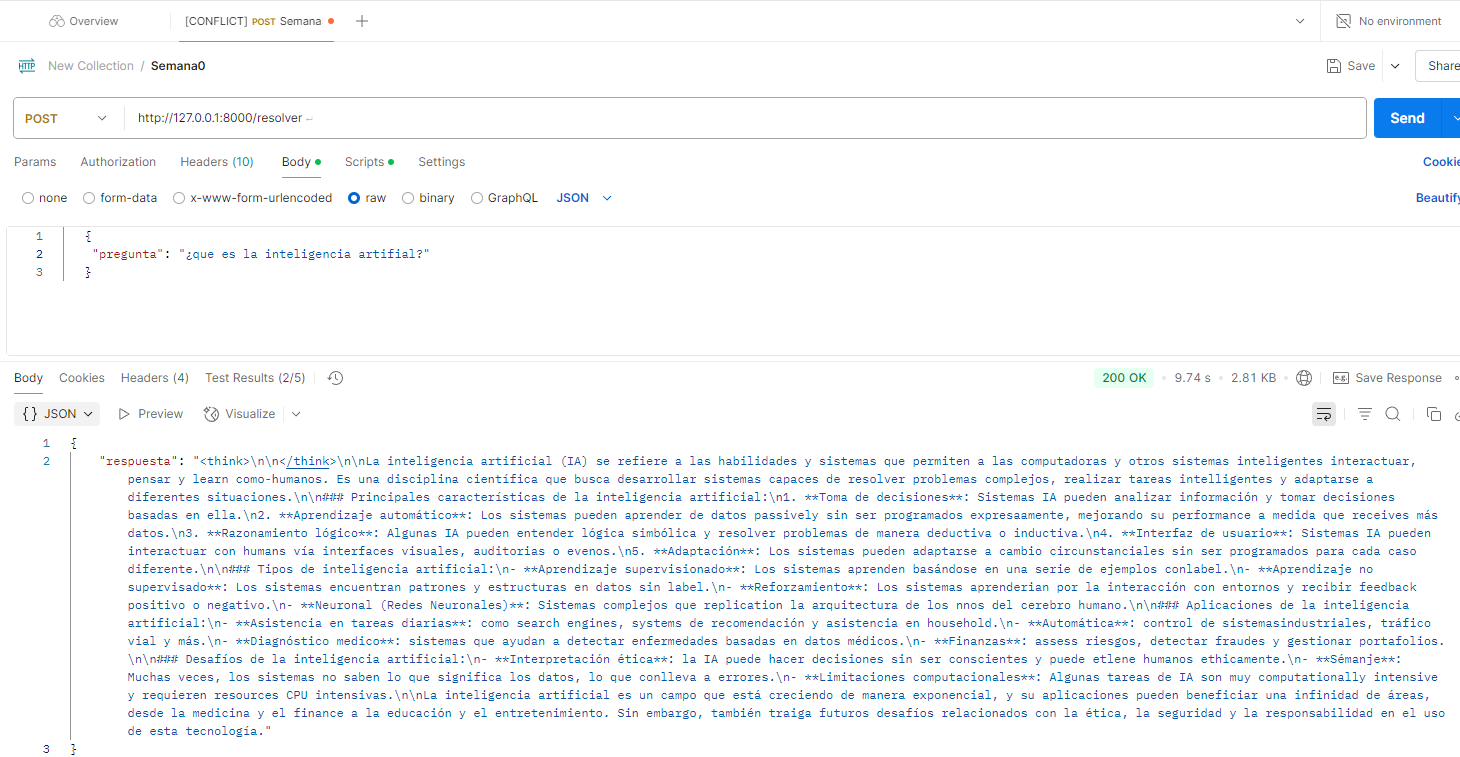 Overview
[CONFLICT] POST Semana
No environment
HTTP New Collection / Semana0
Save
Share
POST
http://127.0.0.1:8000/resolver
Send
Params Authorization Headers (10) Body Scripts Settings
Cookie
none form-data x-www-form-urlencoded raw binary GraphQL JSON
Beautify
1 {
2 "pregunta": "¿que es la inteligencia artifial?"
3 }
Body Cookies Headers (4) Test Results (2/5)
200 OK 9.74 s 2.81 KB e.g. Save Response
{} JSON Preview Visualize
1 {
2 "respuesta": "<think>\n\n</think>\n\nLa inteligencia artificial (IA) se refiere a las habilidades y sistemas que permiten a las computadoras y otros sistemas inteligentes interactuar,
pensar y learn como-humanos. Es una disciplina científica que busca desarrollar sistemas capaces de resolver problemas complejos, realizar tareas intelligentes y adaptarse a
diferentes situaciones.\n\n### Principales características de la inteligencia artificial:\n1. **Toma de decisiones**: Sistemas IA pueden analizar información y tomar decisiones
basadas en ella.\n2. **Aprendizaje automático**: Los sistemas pueden aprender de datos passively sin ser programados expresaamente, mejorando su performance a medida que receives más
datos.\n3. **Razonamiento lógico**: Algunas IA pueden entender lógica simbólica y resolver problemas de manera deductiva o inductiva.\n4. **Interfaz de usuario**: Sistemas IA pueden
interactuar con humans vía interfaces visuales, auditorias o evenos.\n5. **Adaptación**: Los sistemas pueden adaptarse a cambio circunstanciales sin ser programados para cada caso
diferente.\n\n### Tipos de inteligencia artificial:\n- **Aprendizaje supervisionado**: Los sistemas aprenden basándose en una serie de ejemplos conlabel.\n- **Aprendizaje no
supervisado**: Los sistemas encuentran patrones y estructuras en datos sin label.\n- **Reforzamiento**: Los sistemas aprenderian por la interacción con entornos y recibir feedback
positivo o negativo.\n- **Neuronal (Redes Neuronales)**: Sistemas complejos que replication la arquitectura de los nnos del cerebro humano.\n\n### Aplicaciones de la inteligencia
artificial:\n- **Asistencia en tareas diarias**: como search engines, systems de recomendación y asistencia en household.\n- **Automática**: control de sistemasindustriales, tráfico
vial y más.\n- **Diagnóstico medico**: sistemas que ayudan a detectar enfermedades basadas en datos médicos.\n- **Finanzas**: assess riesgos, detectar fraudes y gestionar portafolios.
\n\n### Desafíos de la inteligencia artificial:\n- **Interpretación ética**: la IA puede hacer decisiones sin ser conscientes y puede etlene humanos ethicamente.\n- **Sémanje**:
Muchas veces, los sistemas no saben lo que significa los datos, lo que conlleva a errores.\n- **Limitaciones computacionales**: Algunas tareas de IA son muy computationally intensive
y requieren resources CPU intensivas.\n\nLa inteligencia artificial es un campo que está creciendo de manera exponencial, y su aplicaciones pueden beneficiar una infinidad de áreas,
desde la medicina y el finance a la educación y el entretenimiento. Sin embargo, también traiga futuros desafíos relacionados con la ética, la seguridad y la responsabilidad en el uso
de esta tecnología."
3 }